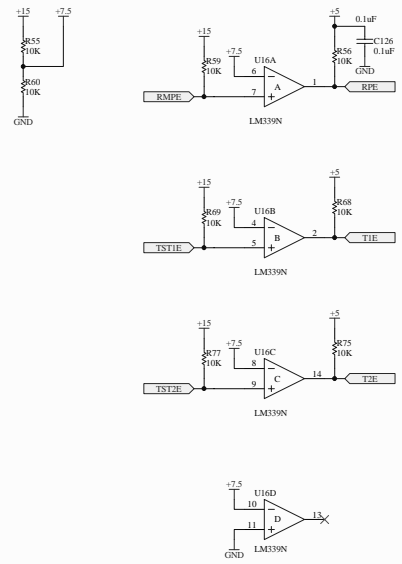 +15
+7.5
R55
10K
R60
10K
GND
+15
R59
10K
+7.5
U16A
6
7
A
1
LM339N
RMPE
+5
0.1uF
R56
10K
C126
0.1uF
GND
RPE
+15
R69
10K
+7.5
U16B
4
5
B
2
LM339N
TST1E
+5
R68
10K
T1E
+15
R77
10K
+7.5
U16C
8
9
C
14
LM339N
TST2E
+5
R75
10K
T2E
+7.5
U16D
10
11
D
13
GND
LM339N